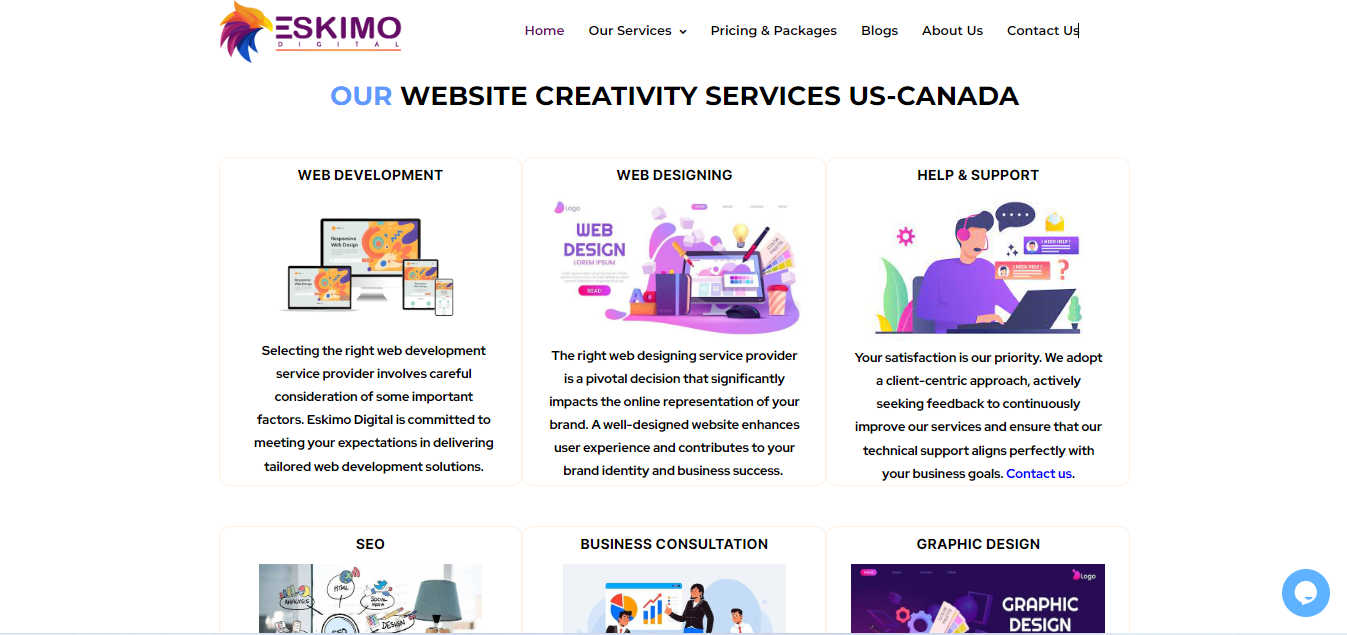 ESKIMO
DIGITAL
Home Our Services Pricing & Packages Blogs About Us Contact Us
OUR WEBSITE CREATIVITY SERVICES US-CANADA
WEB DEVELOPMENT
Responsive
Web Design
Selecting the right web development
service provider involves careful
consideration of some important
factors. Eskimo Digital is committed to
meeting your expectations in delivering
tailored web development solutions.
WEB DESIGNING
Logo
WEB
DESIGN
LOREM IPSUM
READ
The right web designing service provider
is a pivotal decision that significantly
impacts the online representation of your
brand. A well-designed website enhances
user experience and contributes to your
brand identity and business success.
HELP & SUPPORT
I NEED HELP !
I NEED HELP !
?
Your satisfaction is our priority. We adopt
a client-centric approach, actively
seeking feedback to continuously
improve our services and ensure that our
technical support aligns perfectly with
your business goals. Contact us.
SEO
ANALYSIS
HTML
SOCIAL
MEDIA
DESIGN
SEO
BUSINESS CONSULTATION
GRAPHIC DESIGN
Logo
GRAPHIC
DESIGN